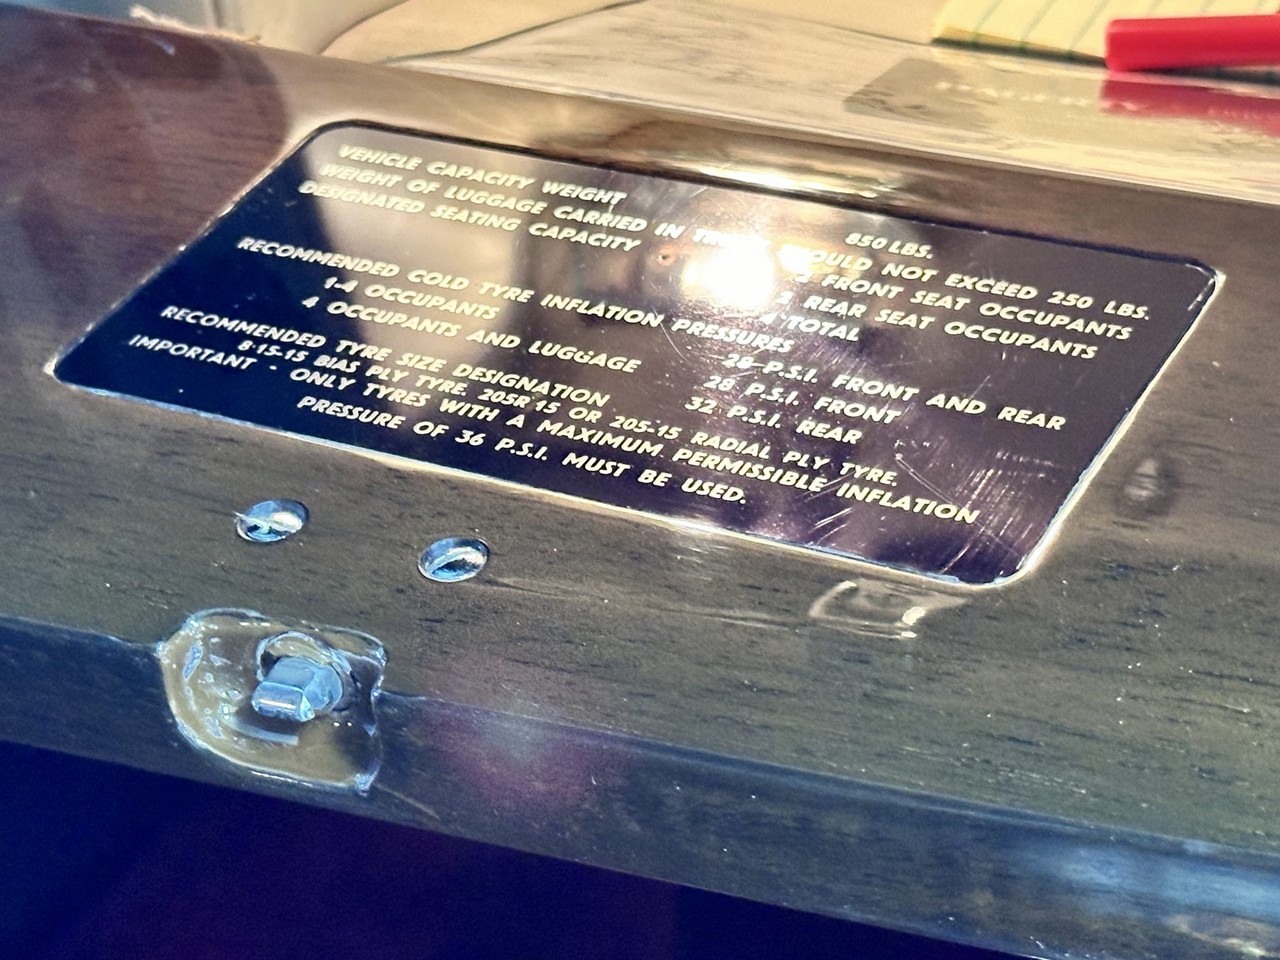 VEHICLE CAPACITY WEIGHT 850 LBS.
WEIGHT OF LUGGAGE CARRIED IN NOT EXCEED 250 LBS.
DESIGNATED SEATING CAPACITY FRONT SEAT OCCUPANTS
REAR SEAT OCCUPANTS
TOTAL
RECOMMENDED COLD TYRE INFLATION PRESSURES
1-4 OCCUPANTS 28 P.S.I. FRONT AND REAR
4 OCCUPANTS AND LUGGAGE 28 P.S.I. FRONT
32 P.S.I. REAR
RECOMMENDED TYRE SIZE DESIGNATION
8·15-15 BIAS PLY TYRE. 205R 15 OR 205-15 RADIAL PLY TYRE.
IMPORTANT - ONLY TYRES WITH A MAXIMUM PERMISSIBLE INFLATION
PRESSURE OF 36 P.S.I. MUST BE USED.